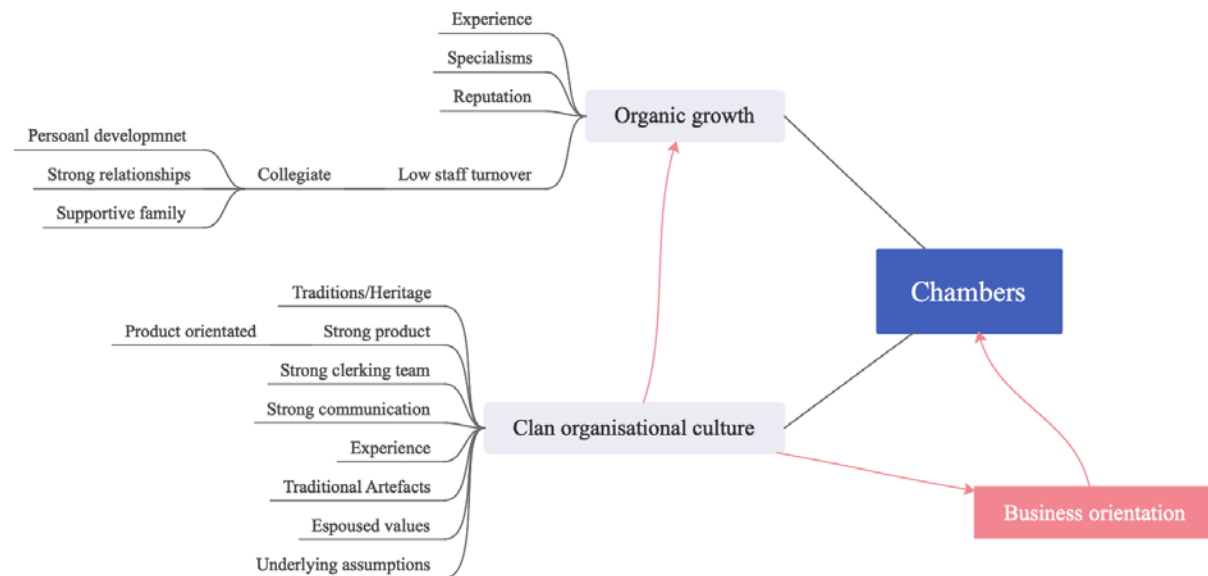 Experience
Specialisms
Reputation
Organic growth
Persoanl developmnet
Strong relationships
Collegiate
Low staff turnover
Supportive family
Chambers
Traditions/Heritage
Product orientated
Strong product
Strong clerking team
Strong communication
Clan organisational culture
Experience
Traditional Artefacts
Business orientation
Espoused values
Underlying assumptions